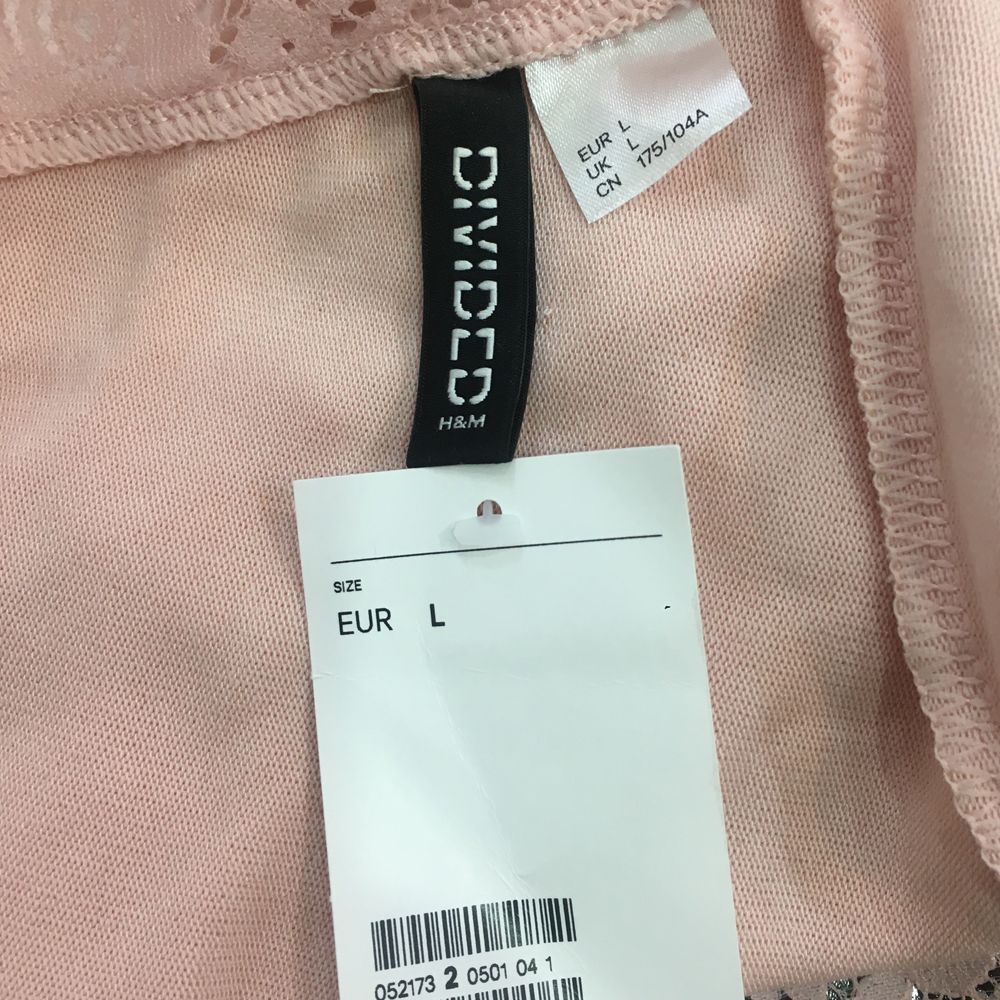 DIVIDED
H&M
EUR L
UK L
CN 175/104A
SIZE
EUR L
052173 2 0501 04 1